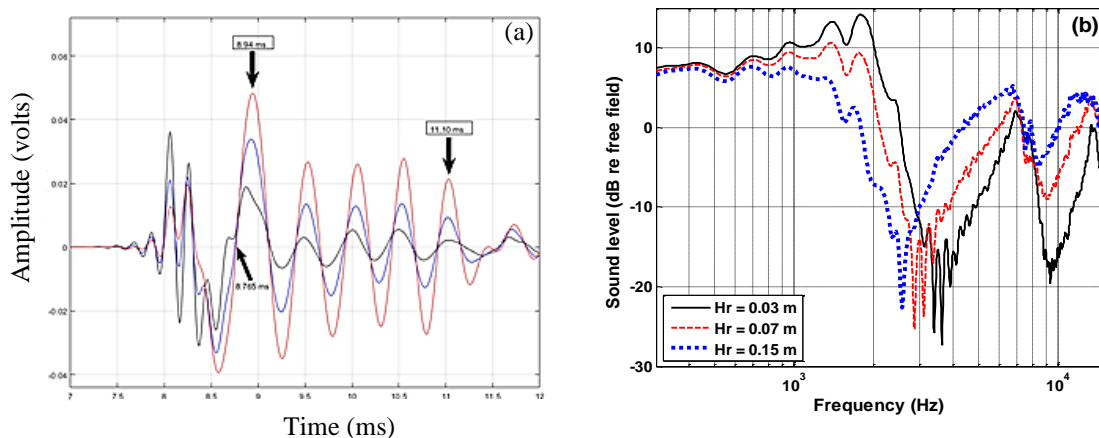 (a)
0.06
0.04
0.02
0
-0.02
-0.04
8.94 ms
11.10 ms
8.765 ms
7 7.5 8 8.5 9 9.5 10 10.5 11 11.5 12
Amplitude (volts)
Time (ms)
(b)
10
0
-10
-20
-30
Sound level (dB re free field)
Hr = 0.03 m
Hr = 0.07 m
Hr = 0.15 m
10³ 10⁴
Frequency (Hz)